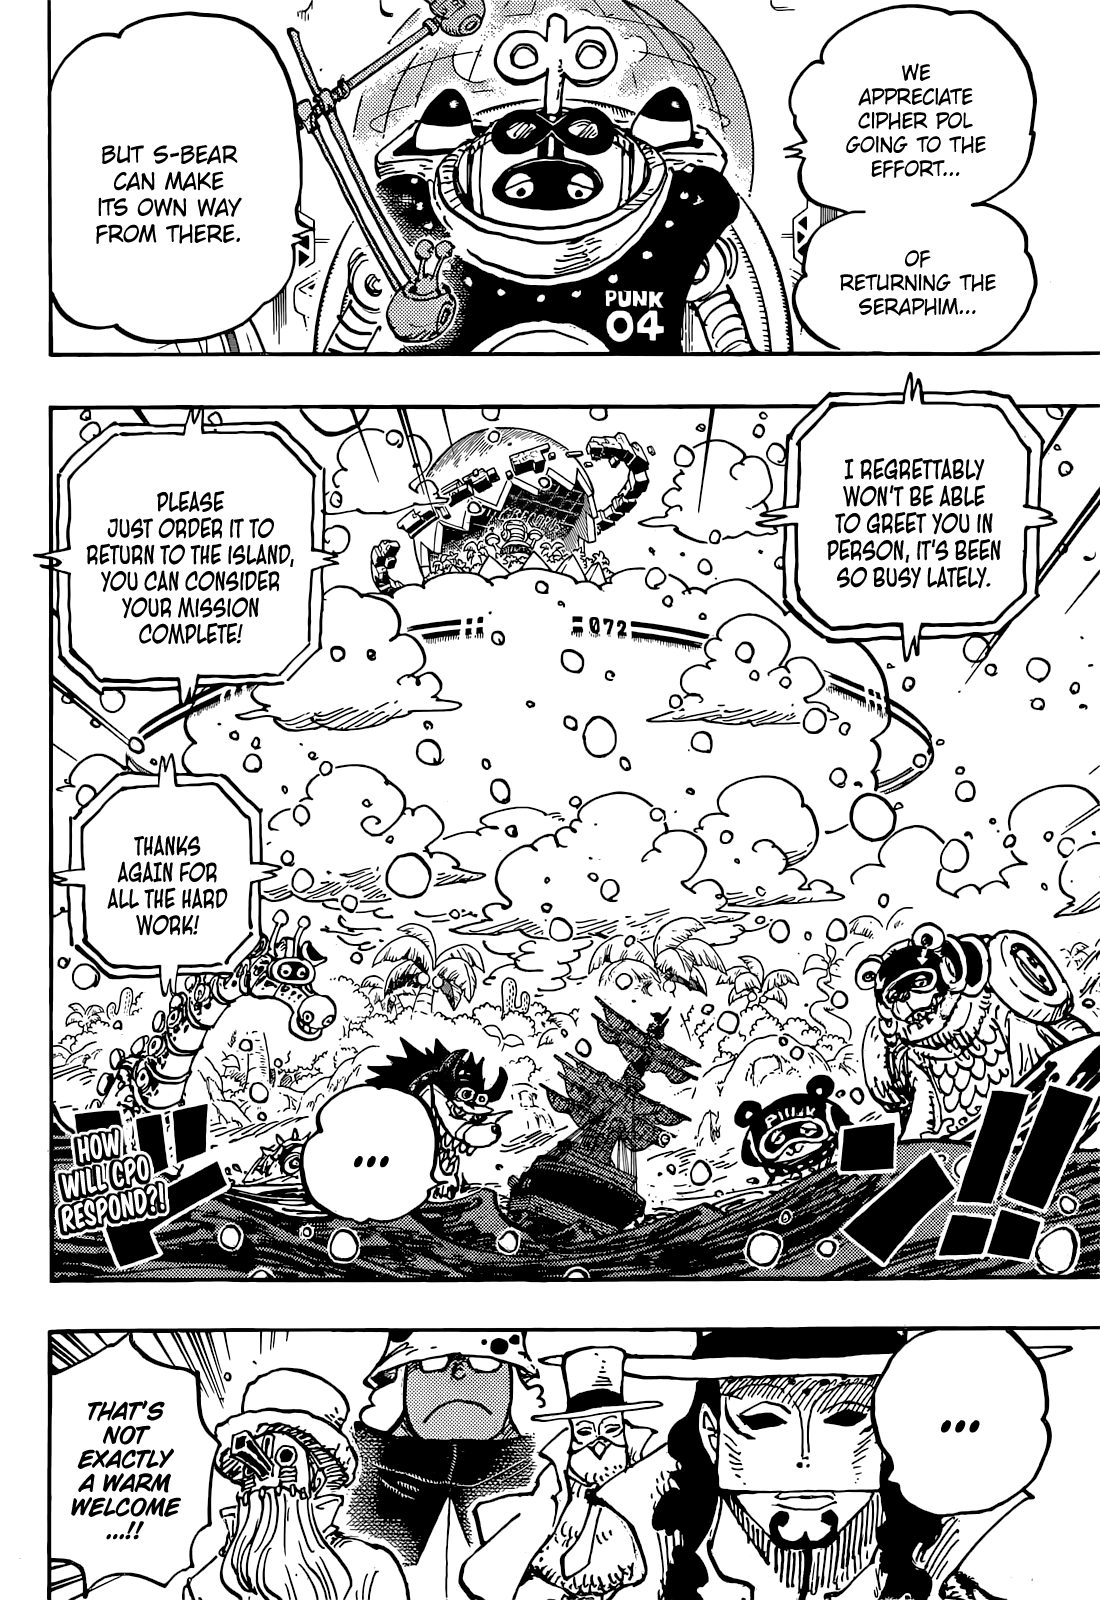 WE
APPRECIATE
CIPHER POL
GOING TO THE
EFFORT...
OF
RETURNING THE
SERAPHIM...
BUT S-BEAR
CAN MAKE
ITS OWN WAY
FROM THERE.
PUNK
04
I REGRETTABLY
WON'T BE ABLE
TO GREET YOU IN
PERSON, IT'S BEEN
SO BUSY LATELY.
PLEASE
JUST ORDER IT TO
RETURN TO THE ISLAND,
YOU CAN CONSIDER
YOUR MISSION
COMPLETE!
072
THANKS
AGAIN FOR
ALL THE HARD
WORK!
PUNK
...
!!
HOW
WILL CPO
RESPOND?!
...
THAT'S
NOT
EXACTLY
A WARM
WELCOME
...!!